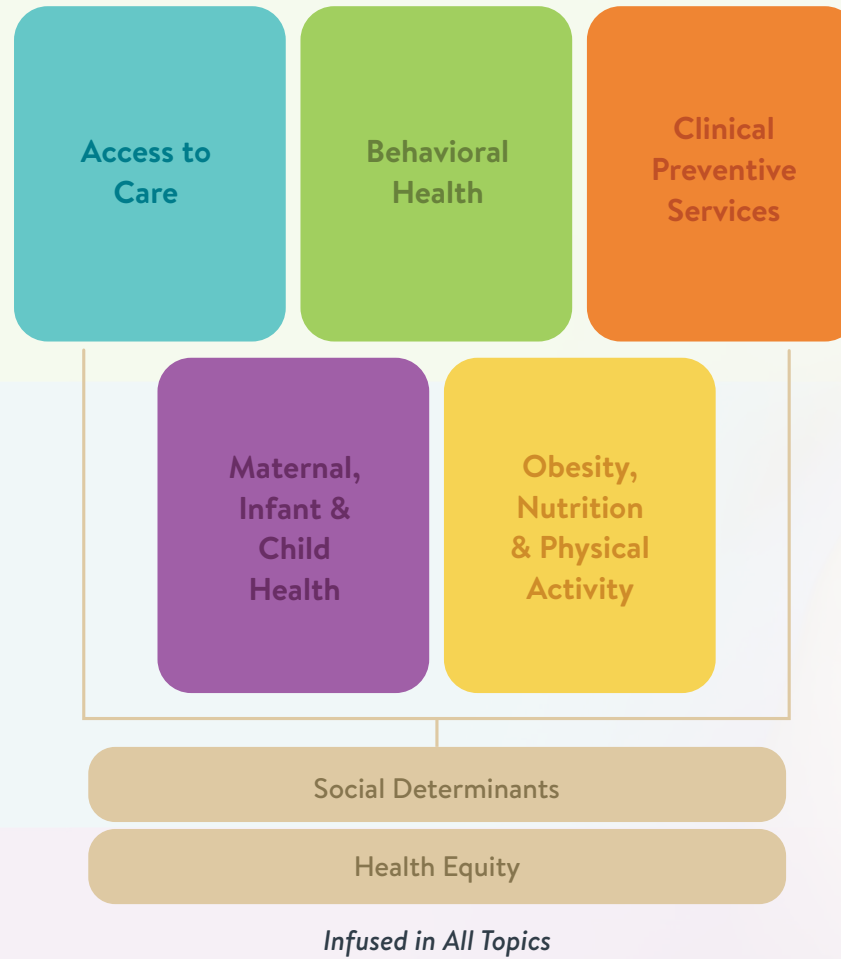 Access to
Care
Behavioral
Health
Clinical
Preventive
Services
Maternal,
Infant &
Child
Health
Obesity,
Nutrition
& Physical
Activity
Social Determinants
Health Equity
Infused in All Topics